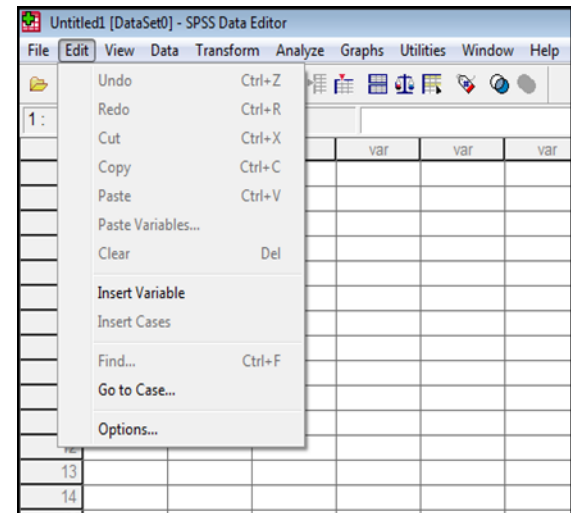 Untitled1 [DataSet0] - SPSS Data Editor
File Edit View Data Transform Analyze Graphs Utilities Window Help
1 :
var var var
Undo Ctrl+Z
Redo Ctrl+R
Cut Ctrl+X
Copy Ctrl+C
Paste Ctrl+V
Paste Variables...
Clear Del
Insert Variable
Insert Cases
Find... Ctrl+F
Go to Case...
Options...
12
13
14